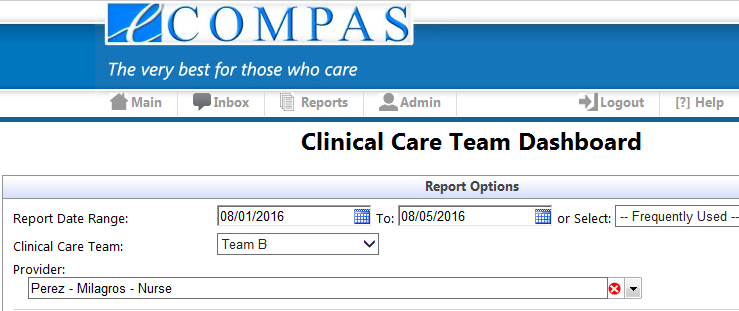 eCOMPAS
The very best for those who care
Main Inbox Reports Admin Logout [?] Help
Clinical Care Team Dashboard
Report Options
Report Date Range: 08/01/2016 To: 08/05/2016 or Select: -- Frequently Used --
Clinical Care Team: Team B
Provider:
Perez - Milagros - Nurse